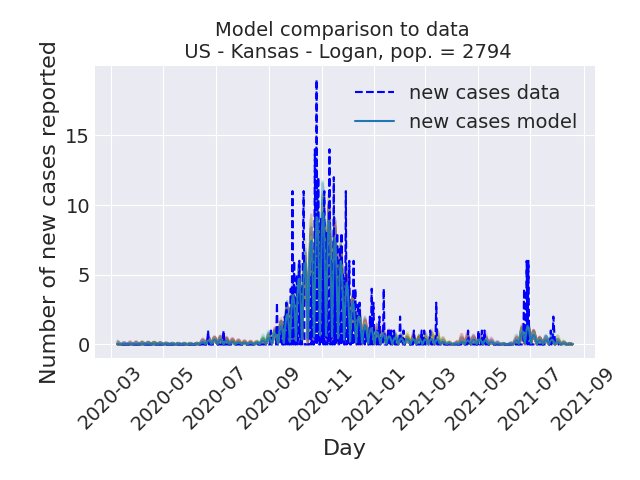 Model comparison to data
US - Kansas - Logan, pop. = 2794
Number of new cases reported
new cases data
new cases model
15
10
5
0
2020-03
2020-05
2020-07
2020-09
2020-11
2021-01
2021-03
2021-05
2021-07
2021-09
Day